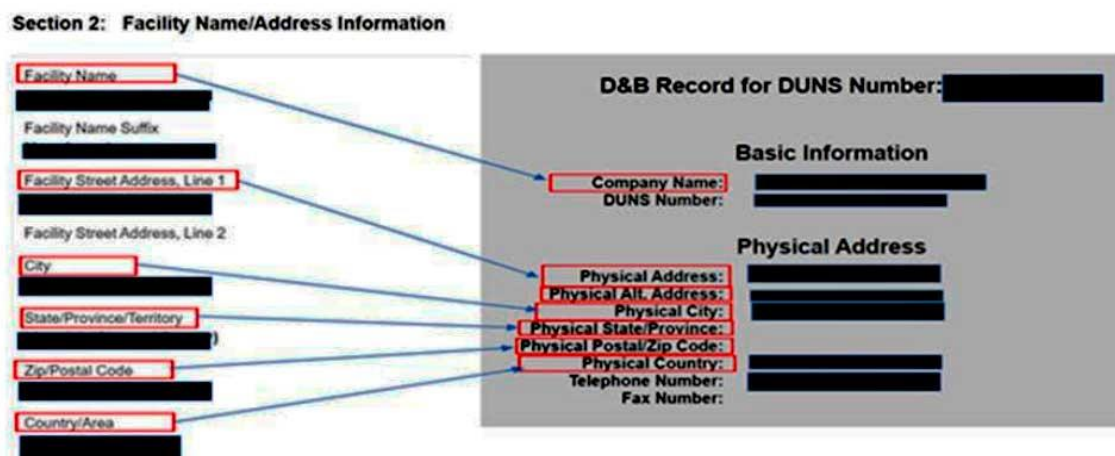 Section 2: Facility Name/Address Information
Facility Name
Facility Name Suffix
Facility Street Address, Line 1
Facility Street Address, Line 2
City
State/Province/Territory
)
Zip/Postal Code
Country/Area
D&B Record for DUNS Number:
Basic Information
Company Name:
DUNS Number:
Physical Address
Physical Address:
Physical Alt. Address:
Physical City:
Physical State/Province:
Physical Postal/Zip Code:
Physical Country:
Telephone Number:
Fax Number: